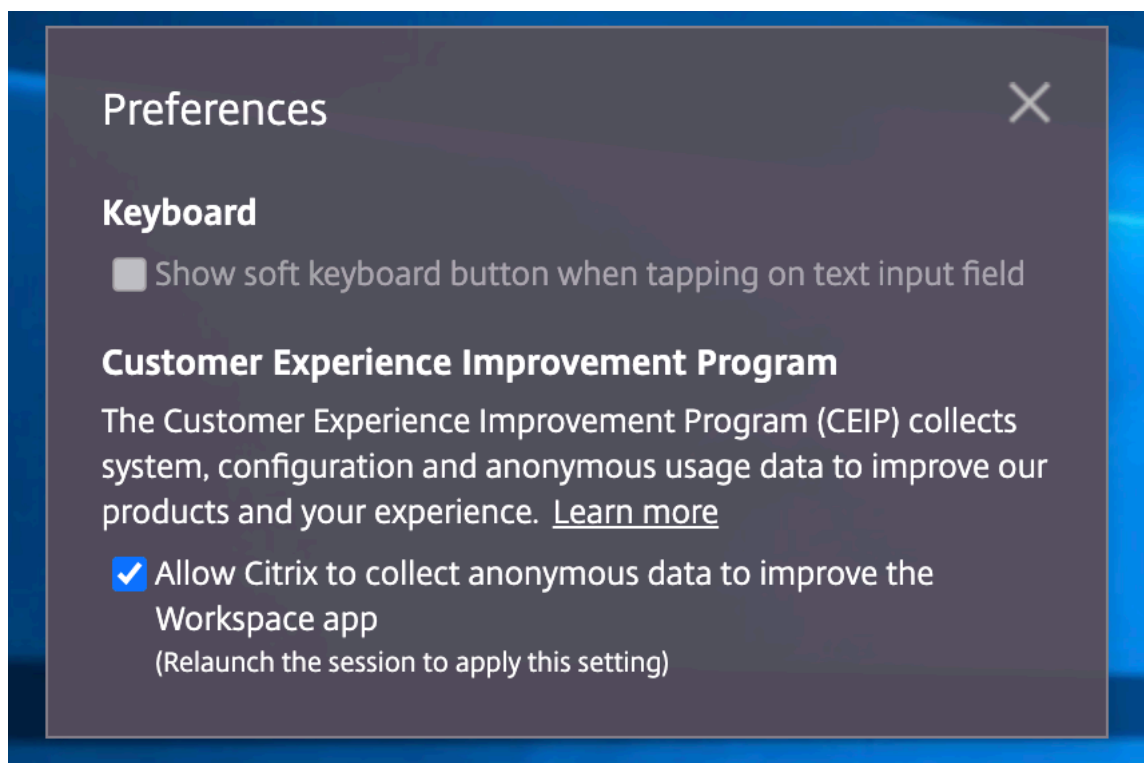 Preferences
Keyboard
Show soft keyboard button when tapping on text input field
Customer Experience Improvement Program
The Customer Experience Improvement Program (CEIP) collects
system, configuration and anonymous usage data to improve our
products and your experience. Learn more
Allow Citrix to collect anonymous data to improve the
Workspace app
(Relaunch the session to apply this setting)